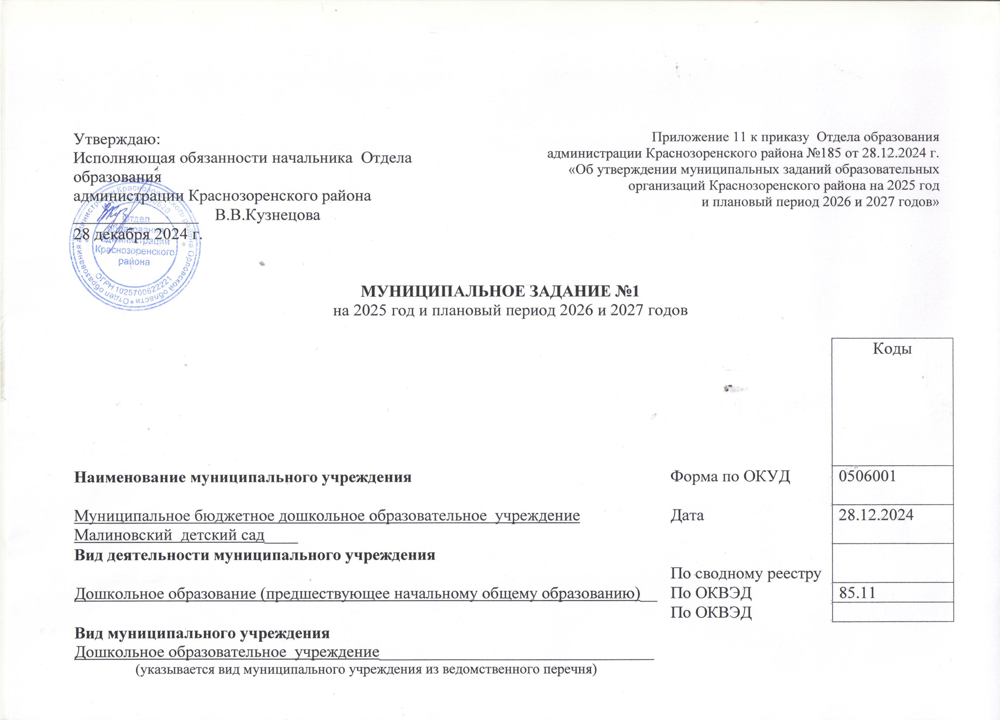 Утверждаю:
Исполняющая обязанности начальника Отдела
образования
администрации Краснозоренского района
_______________ В.В.Кузнецова
28 декабря 2024 г.
Приложение 11 к приказу Отдела образования
администрации Краснозоренского района №185 от 28.12.2024 г.
«Об утверждении муниципальных заданий образовательных
организаций Краснозоренского района на 2025 год
и плановый период 2026 и 2027 годов»
Отдел
образования
администрации
Краснозоренского
района
ОГРН 1025700622221
Отдел образования администрации Краснозоренского района Орловской области
МУНИЦИПАЛЬНОЕ ЗАДАНИЕ №1
на 2025 год и плановый период 2026 и 2027 годов
Коды
Наименование муниципального учреждения Форма по ОКУД 0506001
Муниципальное бюджетное дошкольное образовательное учреждение Дата 28.12.2024
Малиновский детский сад____
Вид деятельности муниципального учреждения
По сводному реестру
Дошкольное образование (предшествующее начальному общему образованию)__ По ОКВЭД 85.11
По ОКВЭД
Вид муниципального учреждения
Дошкольное образовательное учреждение_________________________________
(указывается вид муниципального учреждения из ведомственного перечня)